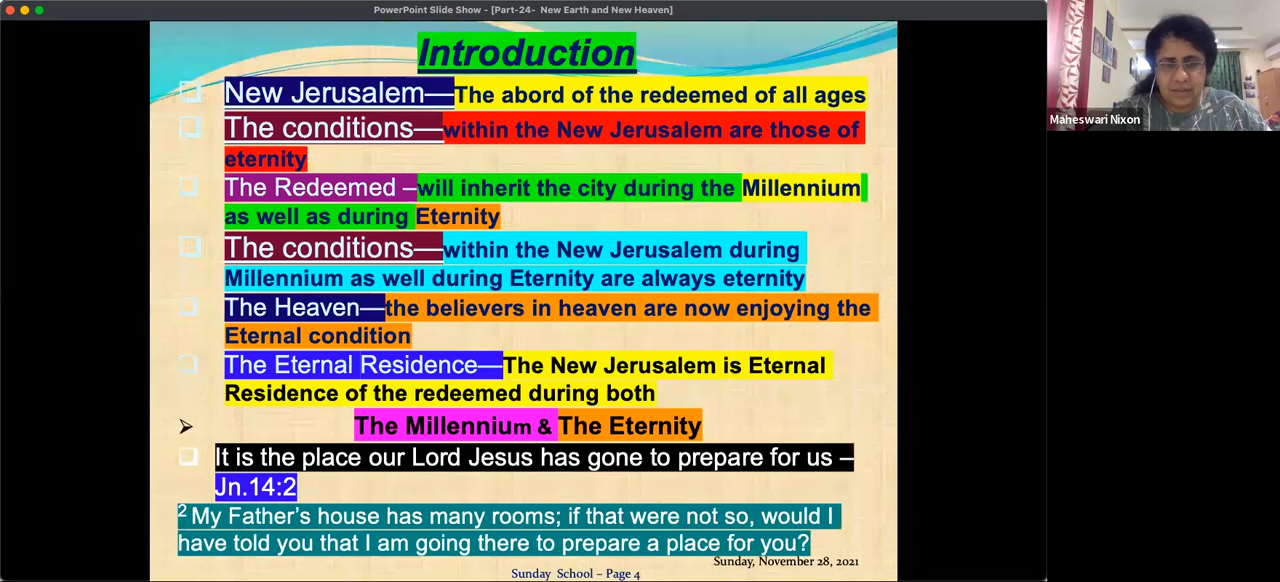 PowerPoint Slide Show - [Part-24-  New Earth and New Heaven]
Introduction
New Jerusalem—The abord of the redeemed of all ages
The conditions—within the New Jerusalem are those of
eternity
The Redeemed –will inherit the city during the Millennium
as well as during Eternity
The conditions—within the New Jerusalem during
Millennium as well during Eternity are always eternity
The Heaven—the believers in heaven are now enjoying the
Eternal condition
The Eternal Residence—The New Jerusalem is Eternal
Residence of the redeemed during both
The Millennium & The Eternity
It is the place our Lord Jesus has gone to prepare for us –
Jn.14:2
2 My Father's house has many rooms; if that were not so, would I
have told you that I am going there to prepare a place for you?
Sunday, November 28, 2021
Sunday School – Page 4
Maheswari Nixon